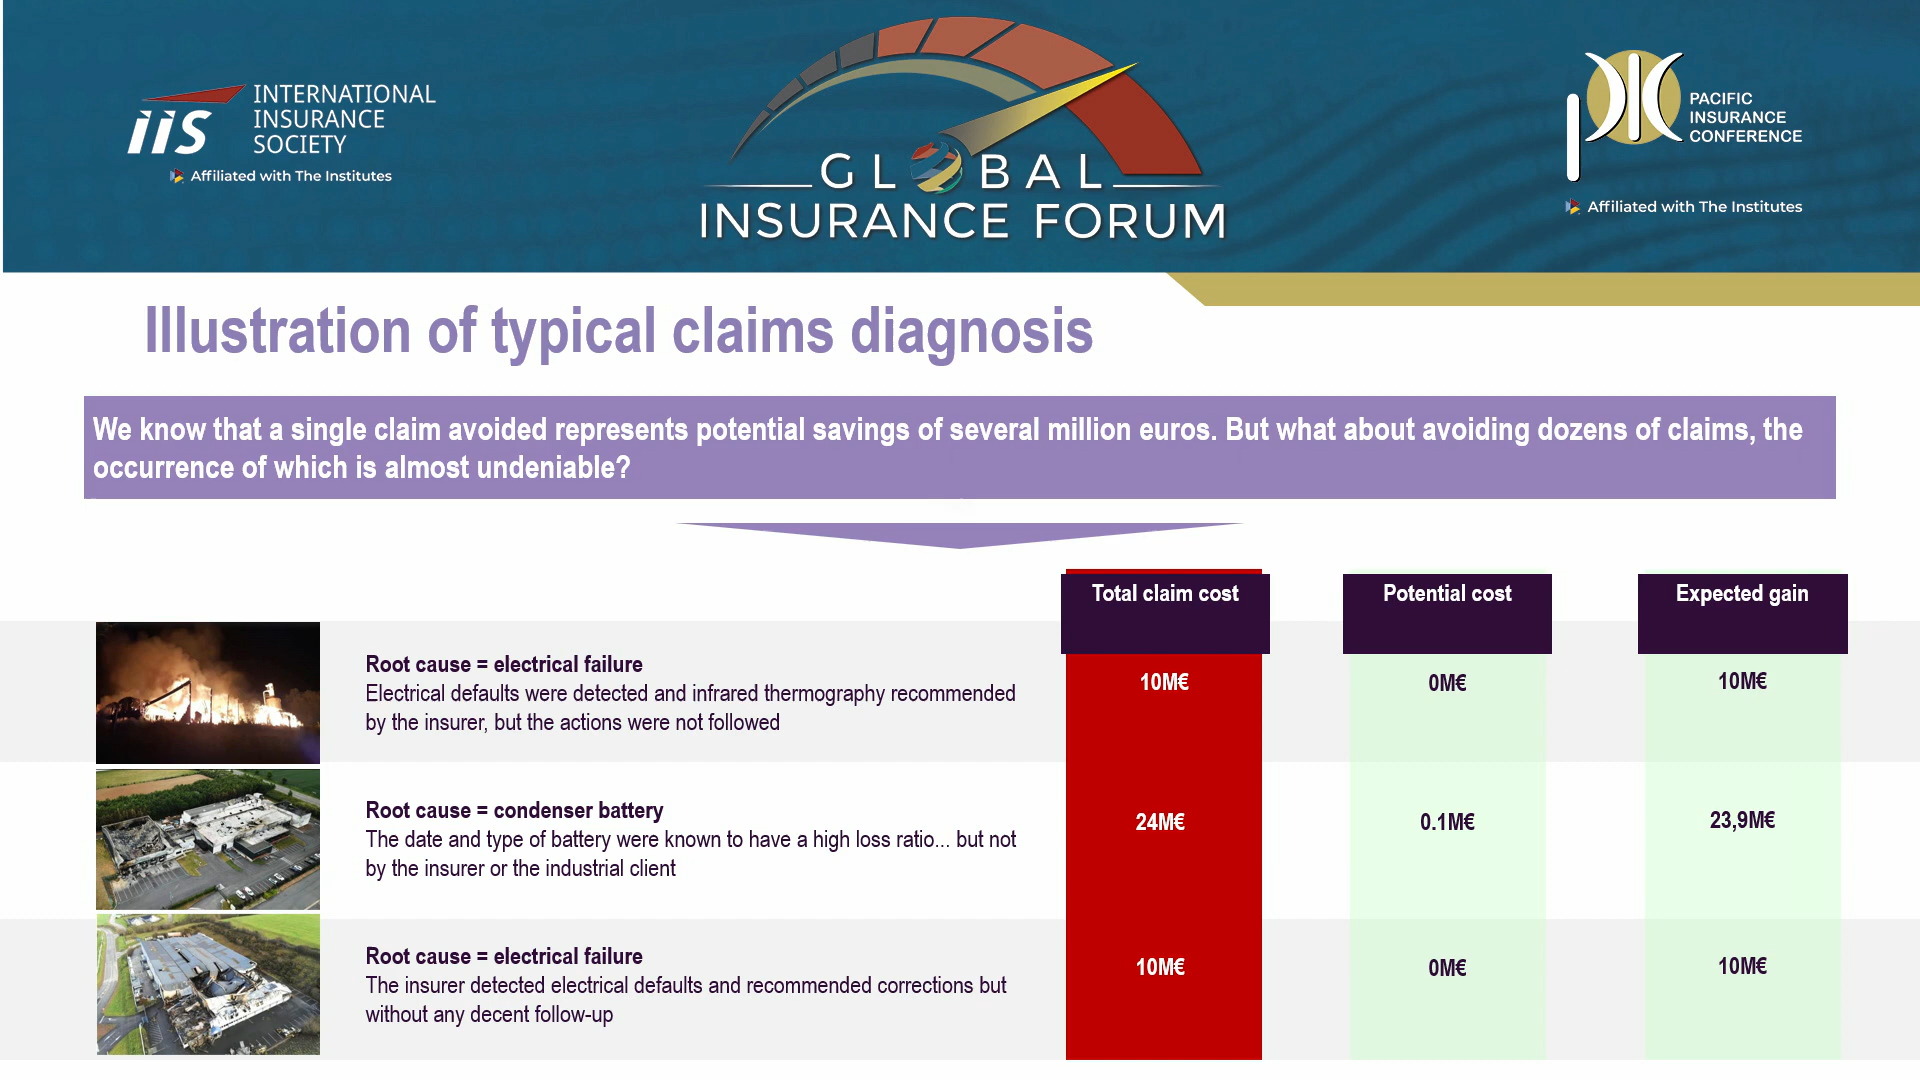 iis
INTERNATIONAL
INSURANCE
SOCIETY
Affiliated with The Institutes
GLOBAL
INSURANCE FORUM
PIC
PACIFIC
INSURANCE
CONFERENCE
Affiliated with The Institutes
Illustration of typical claims diagnosis
We know that a single claim avoided represents potential savings of several million euros. But what about avoiding dozens of claims, the
occurrence of which is almost undeniable?
Total claim cost Potential cost Expected gain
Root cause = electrical failure
Electrical defaults were detected and infrared thermography recommended
by the insurer, but the actions were not followed
10M€ 0M€ 10M€
Root cause = condenser battery
The date and type of battery were known to have a high loss ratio... but not
by the insurer or the industrial client
24M€ 0.1M€ 23,9M€
Root cause = electrical failure
The insurer detected electrical defaults and recommended corrections but
without any decent follow-up
10M€ 0M€ 10M€